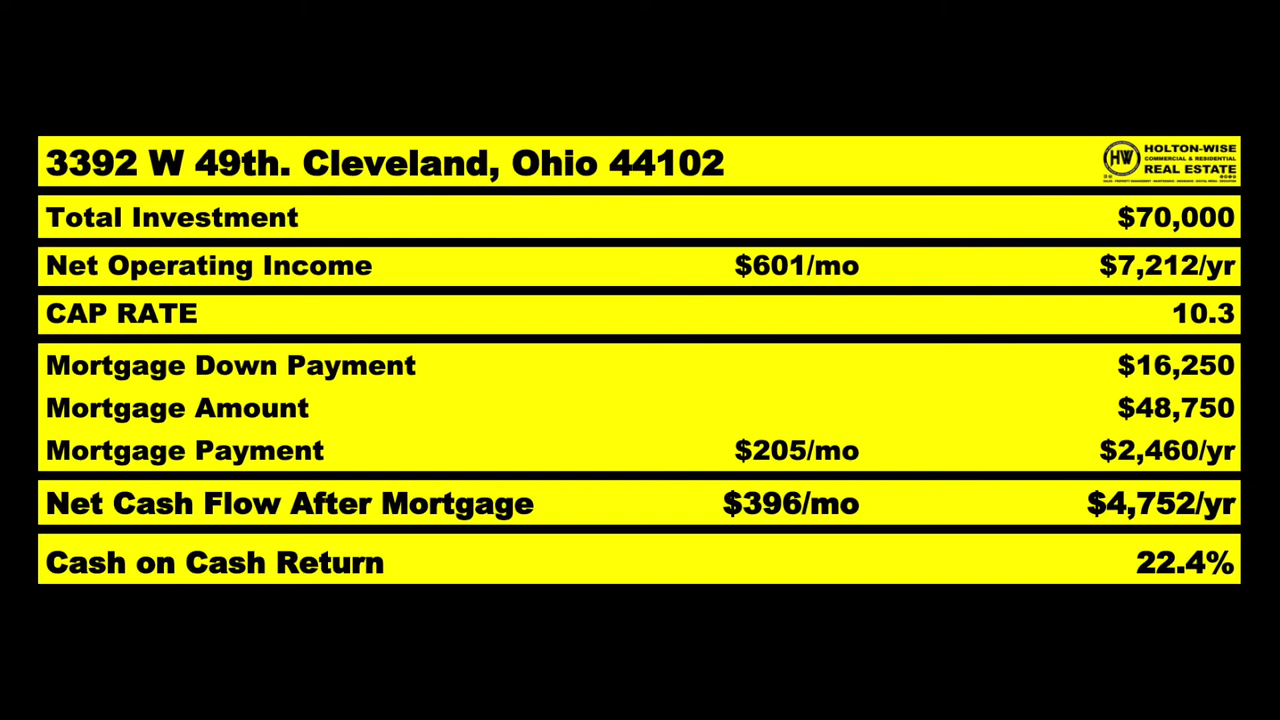 3392 W 49th. Cleveland, Ohio 44102
HW
HOLTON-WISE
COMMERCIAL & RESIDENTIAL
REAL ESTATE
Total Investment $70,000
Net Operating Income $601/mo $7,212/yr
CAP RATE 10.3
Mortgage Down Payment $16,250
Mortgage Amount $48,750
Mortgage Payment $205/mo $2,460/yr
Net Cash Flow After Mortgage $396/mo $4,752/yr
Cash on Cash Return 22.4%